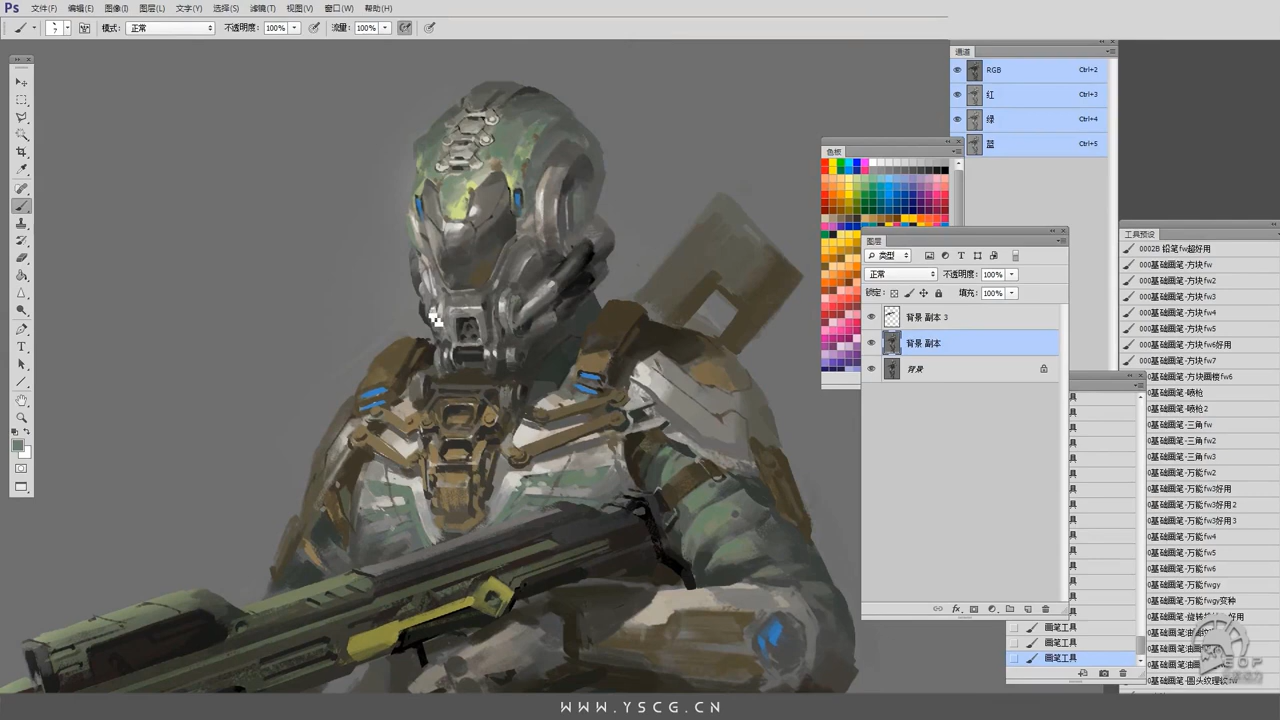 Ps 文件(F) 编辑(E) 图像(I) 图层(L) 文字(Y) 选择(S) 滤镜(T) 视图(V) 窗口(W) 帮助(H)
7 模式: 正常 不透明度: 100% 流量: 100%
通道
RGB Ctrl+2
红 Ctrl+3
绿 Ctrl+4
蓝 Ctrl+5
色板
图层
类型
正常 不透明度: 100%
锁定: 填充: 100%
背景 副本 3
背景 副本
背景
fx
工具预设
0002B 铅笔fw超好用
000基础画笔-方块fw
000基础画笔-方块fw2
000基础画笔-方块fw3
000基础画笔-方块fw4
000基础画笔-方块fw5
000基础画笔-方块fw6好用
000基础画笔-方块fw7
000基础画笔-方块画楼fw6
000基础画笔-喷枪
000基础画笔-喷枪2
000基础画笔-三角fw
000基础画笔-三角fw2
000基础画笔-三角fw3
0基础画笔-万能fw2
0基础画笔-万能fw3好用
0基础画笔-万能fw3好用2
0基础画笔-万能fw3好用3
0基础画笔-万能fw4
0基础画笔-万能fw5
0基础画笔-万能fw6
0基础画笔-万能fwgy
0基础画笔-万能fwgy变种
画笔工具
画笔工具
画笔工具
WWW.YSCG.CN